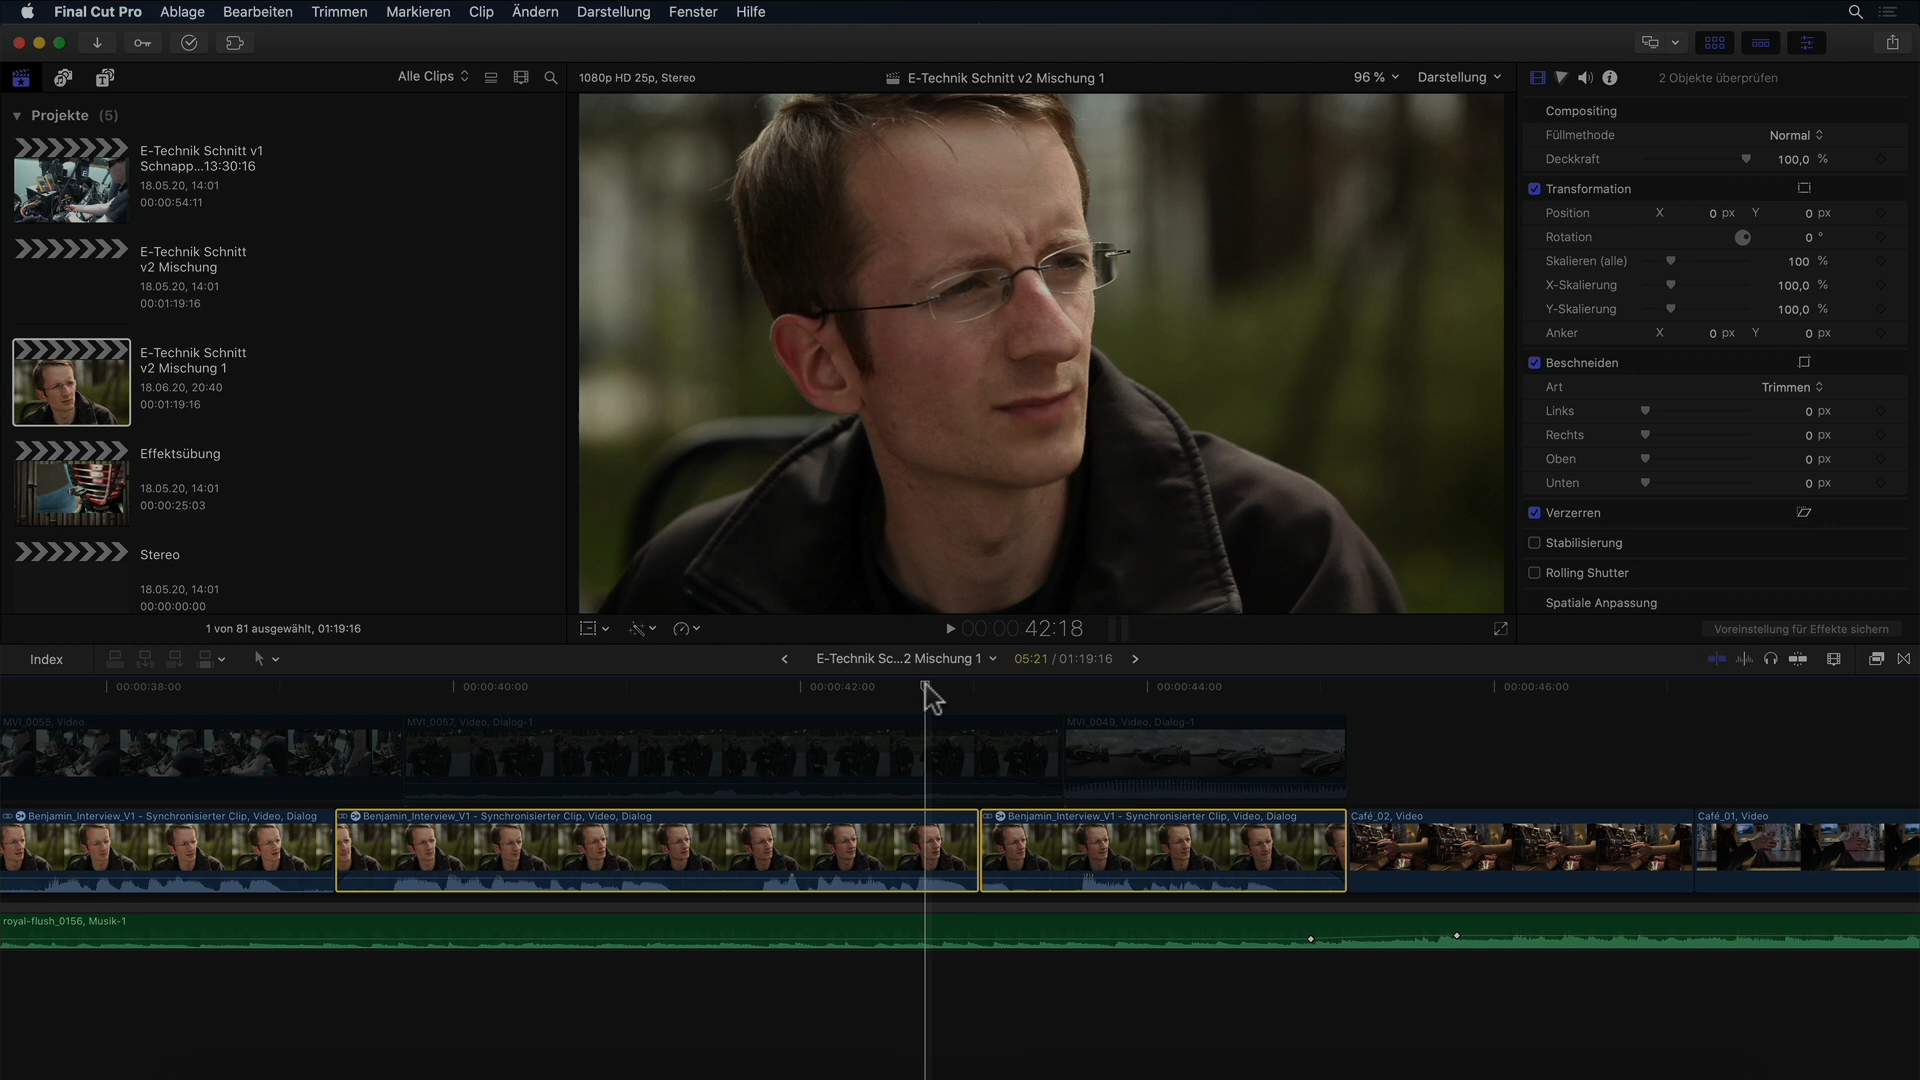 Final Cut Pro Ablage Bearbeiten Trimmen Markieren Clip Ändern Darstellung Fenster Hilfe
Alle Clips
1080p HD 25p, Stereo
E-Technik Schnitt v2 Mischung 1
96 %
Darstellung
2 Objekte überprüfen
Projekte (5)
E-Technik Schnitt v1
Schnapp...13:30:16
18.05.20, 14:01
00:00:54:11
E-Technik Schnitt
v2 Mischung
18.05.20, 14:01
00:01:19:16
E-Technik Schnitt
v2 Mischung 1
18.06.20, 20:40
00:01:19:16
Effektsübung
18.05.20, 14:01
00:00:25:03
Stereo
18.05.20, 14:01
00:00:00:00
1 von 81 ausgewählt, 01:19:16
00:00:42:18
Compositing
Füllmethode Normal
Deckkraft 100,0 %
Transformation
Position X 0 px Y 0 px
Rotation 0 °
Skalieren (alle) 100 %
X-Skalierung 100,0 %
Y-Skalierung 100,0 %
Anker X 0 px Y 0 px
Beschneiden
Art Trimmen
Links 0 px
Rechts 0 px
Oben 0 px
Unten 0 px
Verzerren
Stabilisierung
Rolling Shutter
Spatiale Anpassung
Voreinstellung für Effekte sichern
Index
E-Technik Sc...2 Mischung 1
05:21 / 01:19:16
00:00:38:00 00:00:40:00 00:00:42:00 00:00:44:00 00:00:46:00
MVI_0055, Video
MVI_0057, Video, Dialog-1
MVI_0049, Video, Dialog-1
Benjamin_Interview_V1 - Synchronisierter Clip, Video, Dialog
Benjamin_Interview_V1 - Synchronisierter Clip, Video, Dialog
Benjamin_Interview_V1 - Synchronisierter Clip, Video, Dialog
Café_02, Video
Café_01, Video
royal-flush_0156, Musik-1